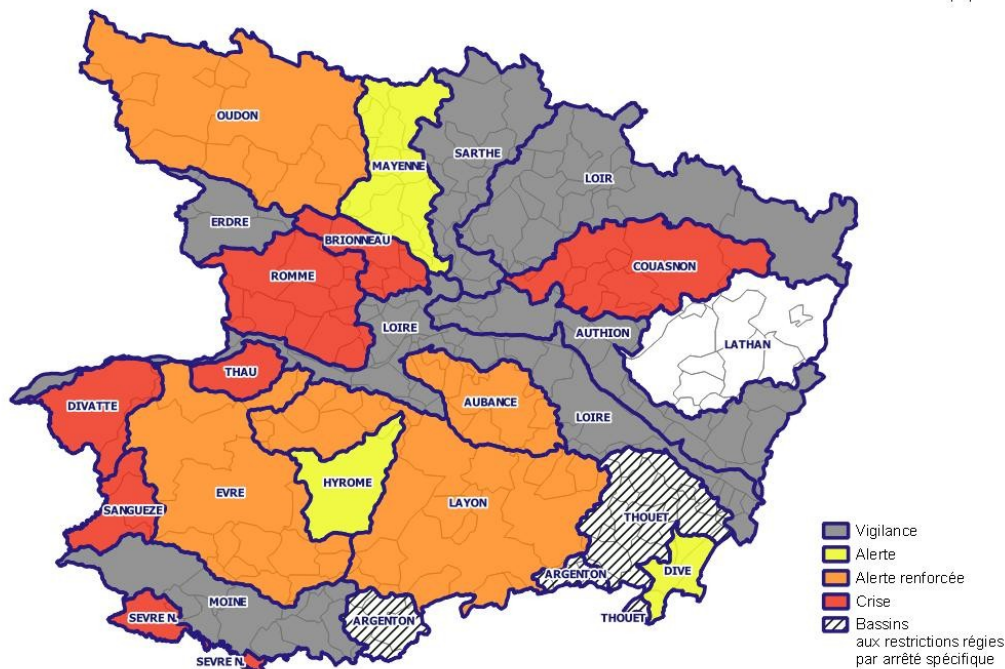 OUDON
MAYENNE
SARTHE
LOIR
ERDRE
BRIONNEAU
ROMME
COUASNON
LOIRE
AUTHION
LATHAN
THAU
DIVATTE
AUBANCE
LOIRE
EVRE
HYROME
LAYON
SANGUEZE
THOUET
ARGENTON
DIVE
MOINE
SEVRE N.
ARGENTON
THOUET
SEVRE N.
Vigilance
Alerte
Alerte renforcée
Crise
Bassins
aux restrictions régies
par arrêté spécifique